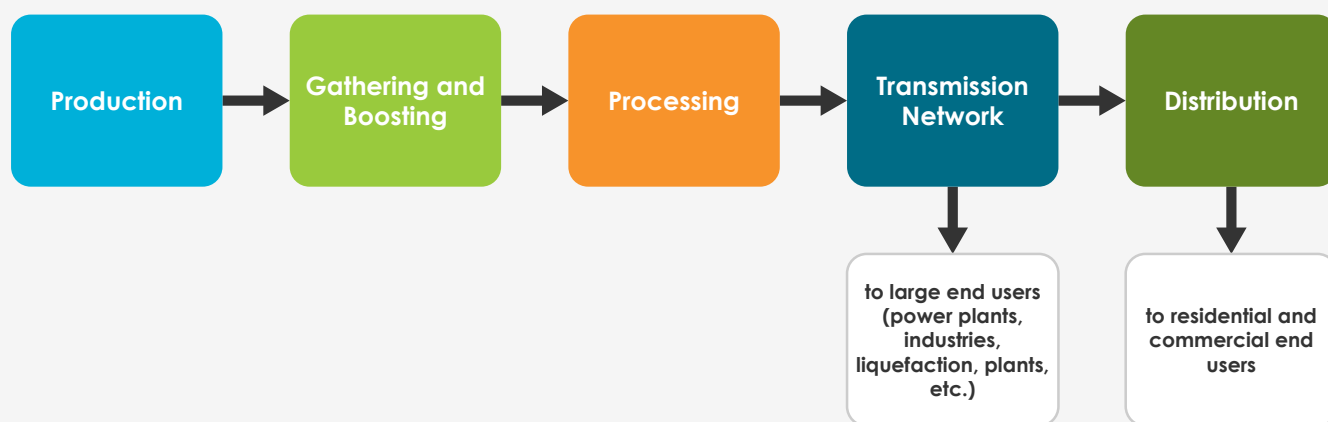 Production
Gathering and
Boosting
Processing
Transmission
Network
Distribution
to large end users
(power plants,
industries,
liquefaction, plants,
etc.)
to residential and
commercial end
users